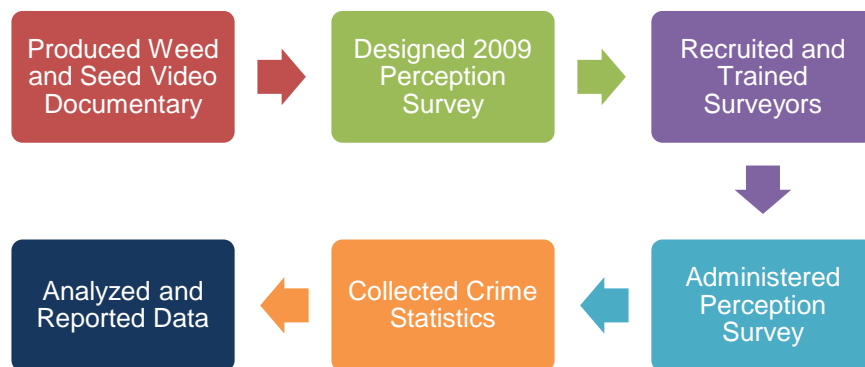 Produced Weed
and Seed Video
Documentary
Designed 2009
Perception
Survey
Recruited and
Trained
Surveyors
Administered
Perception
Survey
Collected Crime
Statistics
Analyzed and
Reported Data